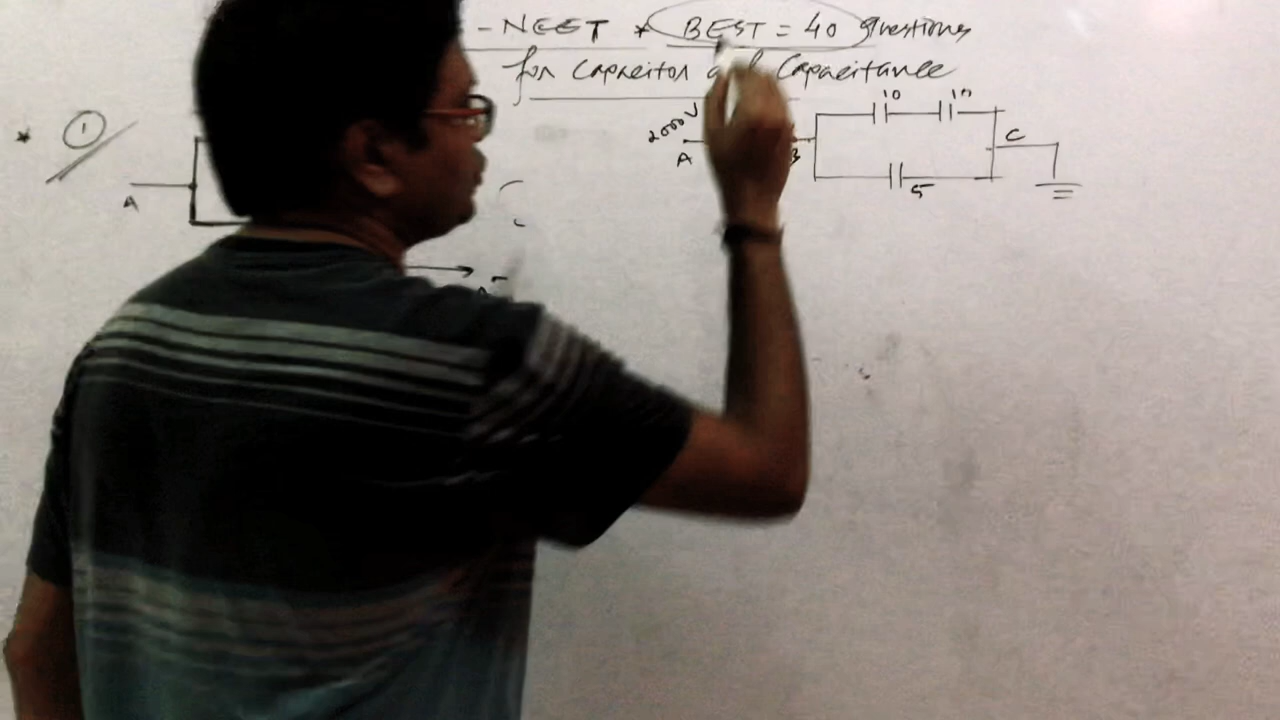 - NEET * BEST = 40 Questions
for Capacitor and Capacitance
* 1
2000V
A
B
10
10
C
5
A